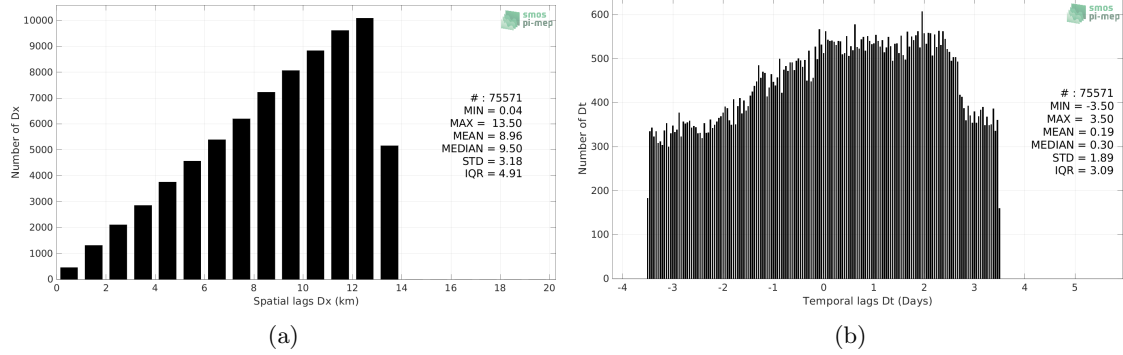 smos
pi-mep
10000
9000
8000
7000
6000
5000
4000
3000
2000
1000
0
Number of Dx
# : 75571
MIN = 0.04
MAX = 13.50
MEAN = 8.96
MEDIAN = 9.50
STD = 3.18
IQR = 4.91
0 2 4 6 8 10 12 14 16 18 20
Spatial lags Dx (km)
(a)
smos
pi-mep
600
500
400
300
200
100
0
Number of Dt
# : 75571
MIN = -3.50
MAX = 3.50
MEAN = 0.19
MEDIAN = 0.30
STD = 1.89
IQR = 3.09
-4 -3 -2 -1 0 1 2 3 4 5
Temporal lags Dt (Days)
(b)